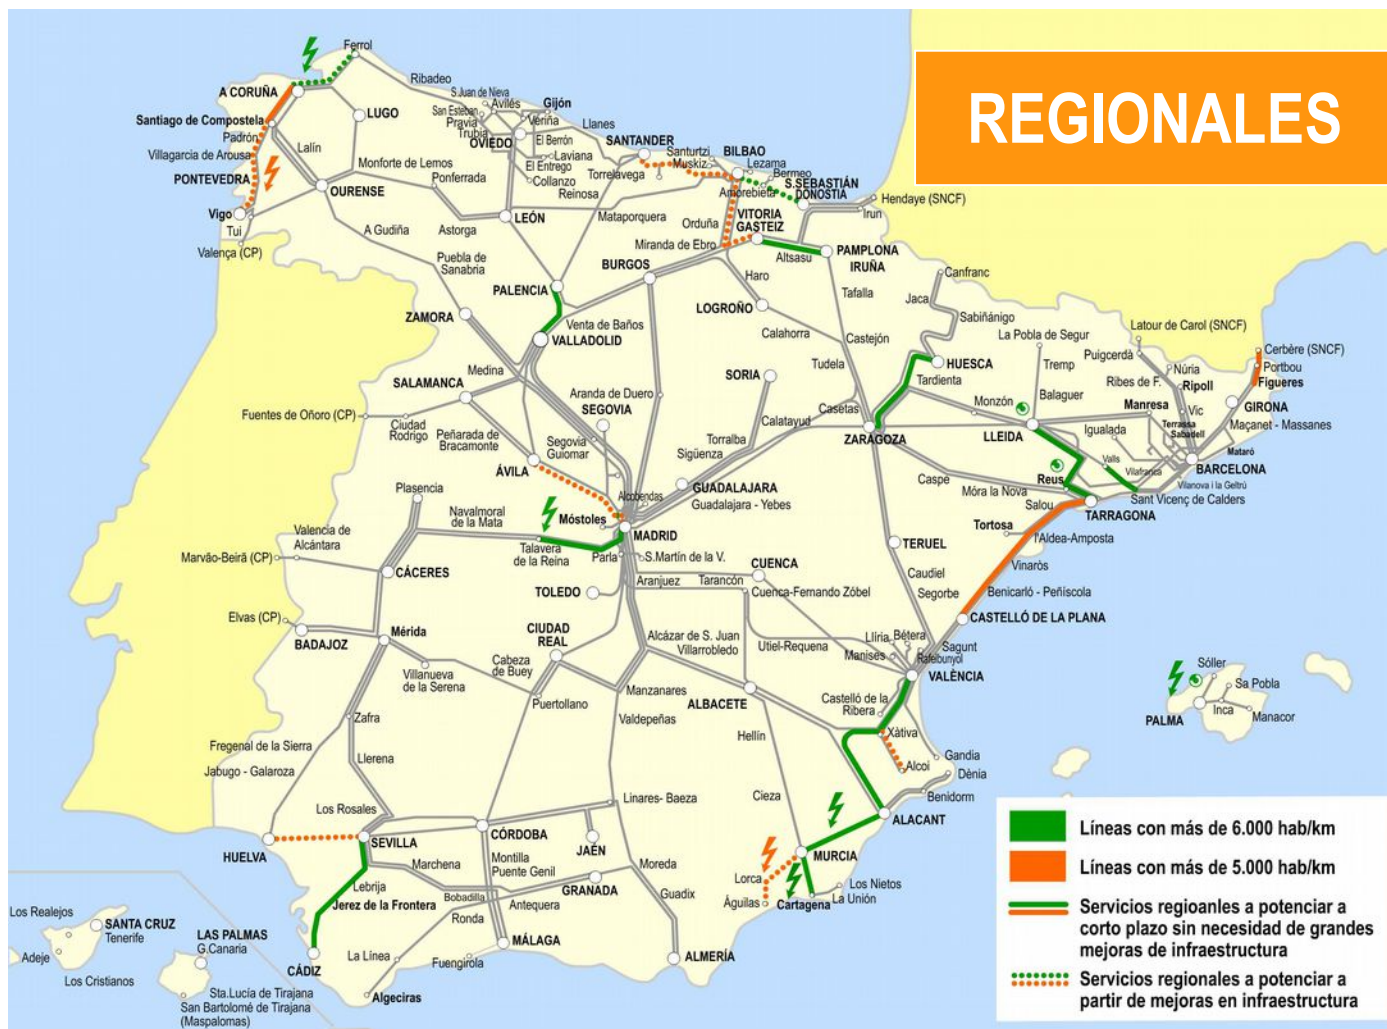 REGIONALES
Ferrol
Ribadeo
A CORUÑA
LUGO
Santiago de Compostela
Padrón
Lalín
Villagarcia de Arousa
PONTEVEDRA
OURENSE
Monforte de Lemos
Ponferrada
Vigo
Tui
Valença (CP)
A Gudiña
Astorga
Puebla de
Sanabria
S.Juan de Nieva
Avilés
Gijón
San Esteban
Pravia
Veriña
Trubia
OVIEDO
El Berrón
Llanes
Laviana
El Entrego
Collanzo
Reinosa
LEÓN
SANTANDER
Torrelavega
Mataporquera
Santurtzi
Muskiz
BILBAO
Lezama
Bermeo
Amorebieta
S.SEBASTIÁN
DONOSTIA
Hendaye (SNCF)
Irun
Orduña
VITORIA
GASTEIZ
Miranda de Ebro
Altsasu
PAMPLONA
IRUÑA
BURGOS
Haro
LOGROÑO
Tafalla
Calahorra
Castejón
Tudela
Canfranc
Jaca
Sabiñánigo
HUESCA
Tardienta
PALENCIA
Venta de Baños
VALLADOLID
ZAMORA
Medina
SALAMANCA
Fuentes de Oñoro (CP)
Ciudad
Rodrigo
Peñarada de
Bracamonte
ÁVILA
Aranda de Duero
SEGOVIA
Segovia
Guiomar
SORIA
Calatayud
Casetas
ZARAGOZA
Torralba
Sigüenza
GUADALAJARA
Guadalajara - Yebes
Alcobendas
Móstoles
MADRID
Parla
S.Martín de la V.
Aranjuez
Tarancón
CUENCA
Cuenca-Fernando Zóbel
TOLEDO
La Pobla de Segur
Tremp
Balaguer
Monzón
LLEIDA
Latour de Carol (SNCF)
Puigcerdà
Núria
Ribes de F.
Ripoll
Cerbère (SNCF)
Portbou
Figueres
GIRONA
Maçanet - Massanes
Manresa
Vic
Terrassa
Sabadell
Igualada
Mataró
BARCELONA
Valls
Vilafranca
Vilanova i la Geltrú
Sant Vicenç de Calders
Caspe
Móra la Nova
Reus
Salou
TARRAGONA
Tortosa
l'Aldea-Amposta
Vinaròs
Benicarló - Peñíscola
CASTELLÓ DE LA PLANA
TERUEL
Caudiel
Segorbe
Plasencia
Navalmoral
de la Mata
Talavera
de la Reina
Valencia de
Alcántara
Marvão-Beirã (CP)
CÁCERES
Elvas (CP)
BADAJOZ
Mérida
Villanueva
de la Serena
Cabeza
de Buey
CIUDAD
REAL
Puertollano
Manzanares
Valdepeñas
Alcázar de S. Juan
Villarrobledo
ALBACETE
Hellín
Cieza
Utiel-Requena
Llíria
Bétera
Manises
Rafelbunyol
Sagunt
VALÈNCIA
Castelló de la
Ribera
Xàtiva
Alcoi
Gandia
Dènia
Benidorm
ALACANT
MURCIA
Lorca
Águilas
Cartagena
Los Nietos
La Unión
Sóller
Sa Pobla
PALMA
Inca
Manacor
Zafra
Fregenal de la Sierra
Jabugo - Galaroza
Llerena
Los Rosales
HUELVA
SEVILLA
Lebrija
Jerez de la Frontera
CÁDIZ
Marchena
CÓRDOBA
Montilla
Puente Genil
Linares- Baeza
JAÉN
Moreda
GRANADA
Guadix
Bobadilla
Antequera
Ronda
La Línea
Algeciras
Fuengirola
MÁLAGA
ALMERÍA
Los Realejos
SANTA CRUZ
Tenerife
Adeje
Los Cristianos
LAS PALMAS
G.Canaria
Sta.Lucía de Tirajana
San Bartolomé de Tirajana
(Maspalomas)
Líneas con más de 6.000 hab/km
Líneas con más de 5.000 hab/km
Servicios regioanles a potenciar a
corto plazo sin necesidad de grandes
mejoras de infraestructura
Servicios regionales a potenciar a
partir de mejoras en infraestructura